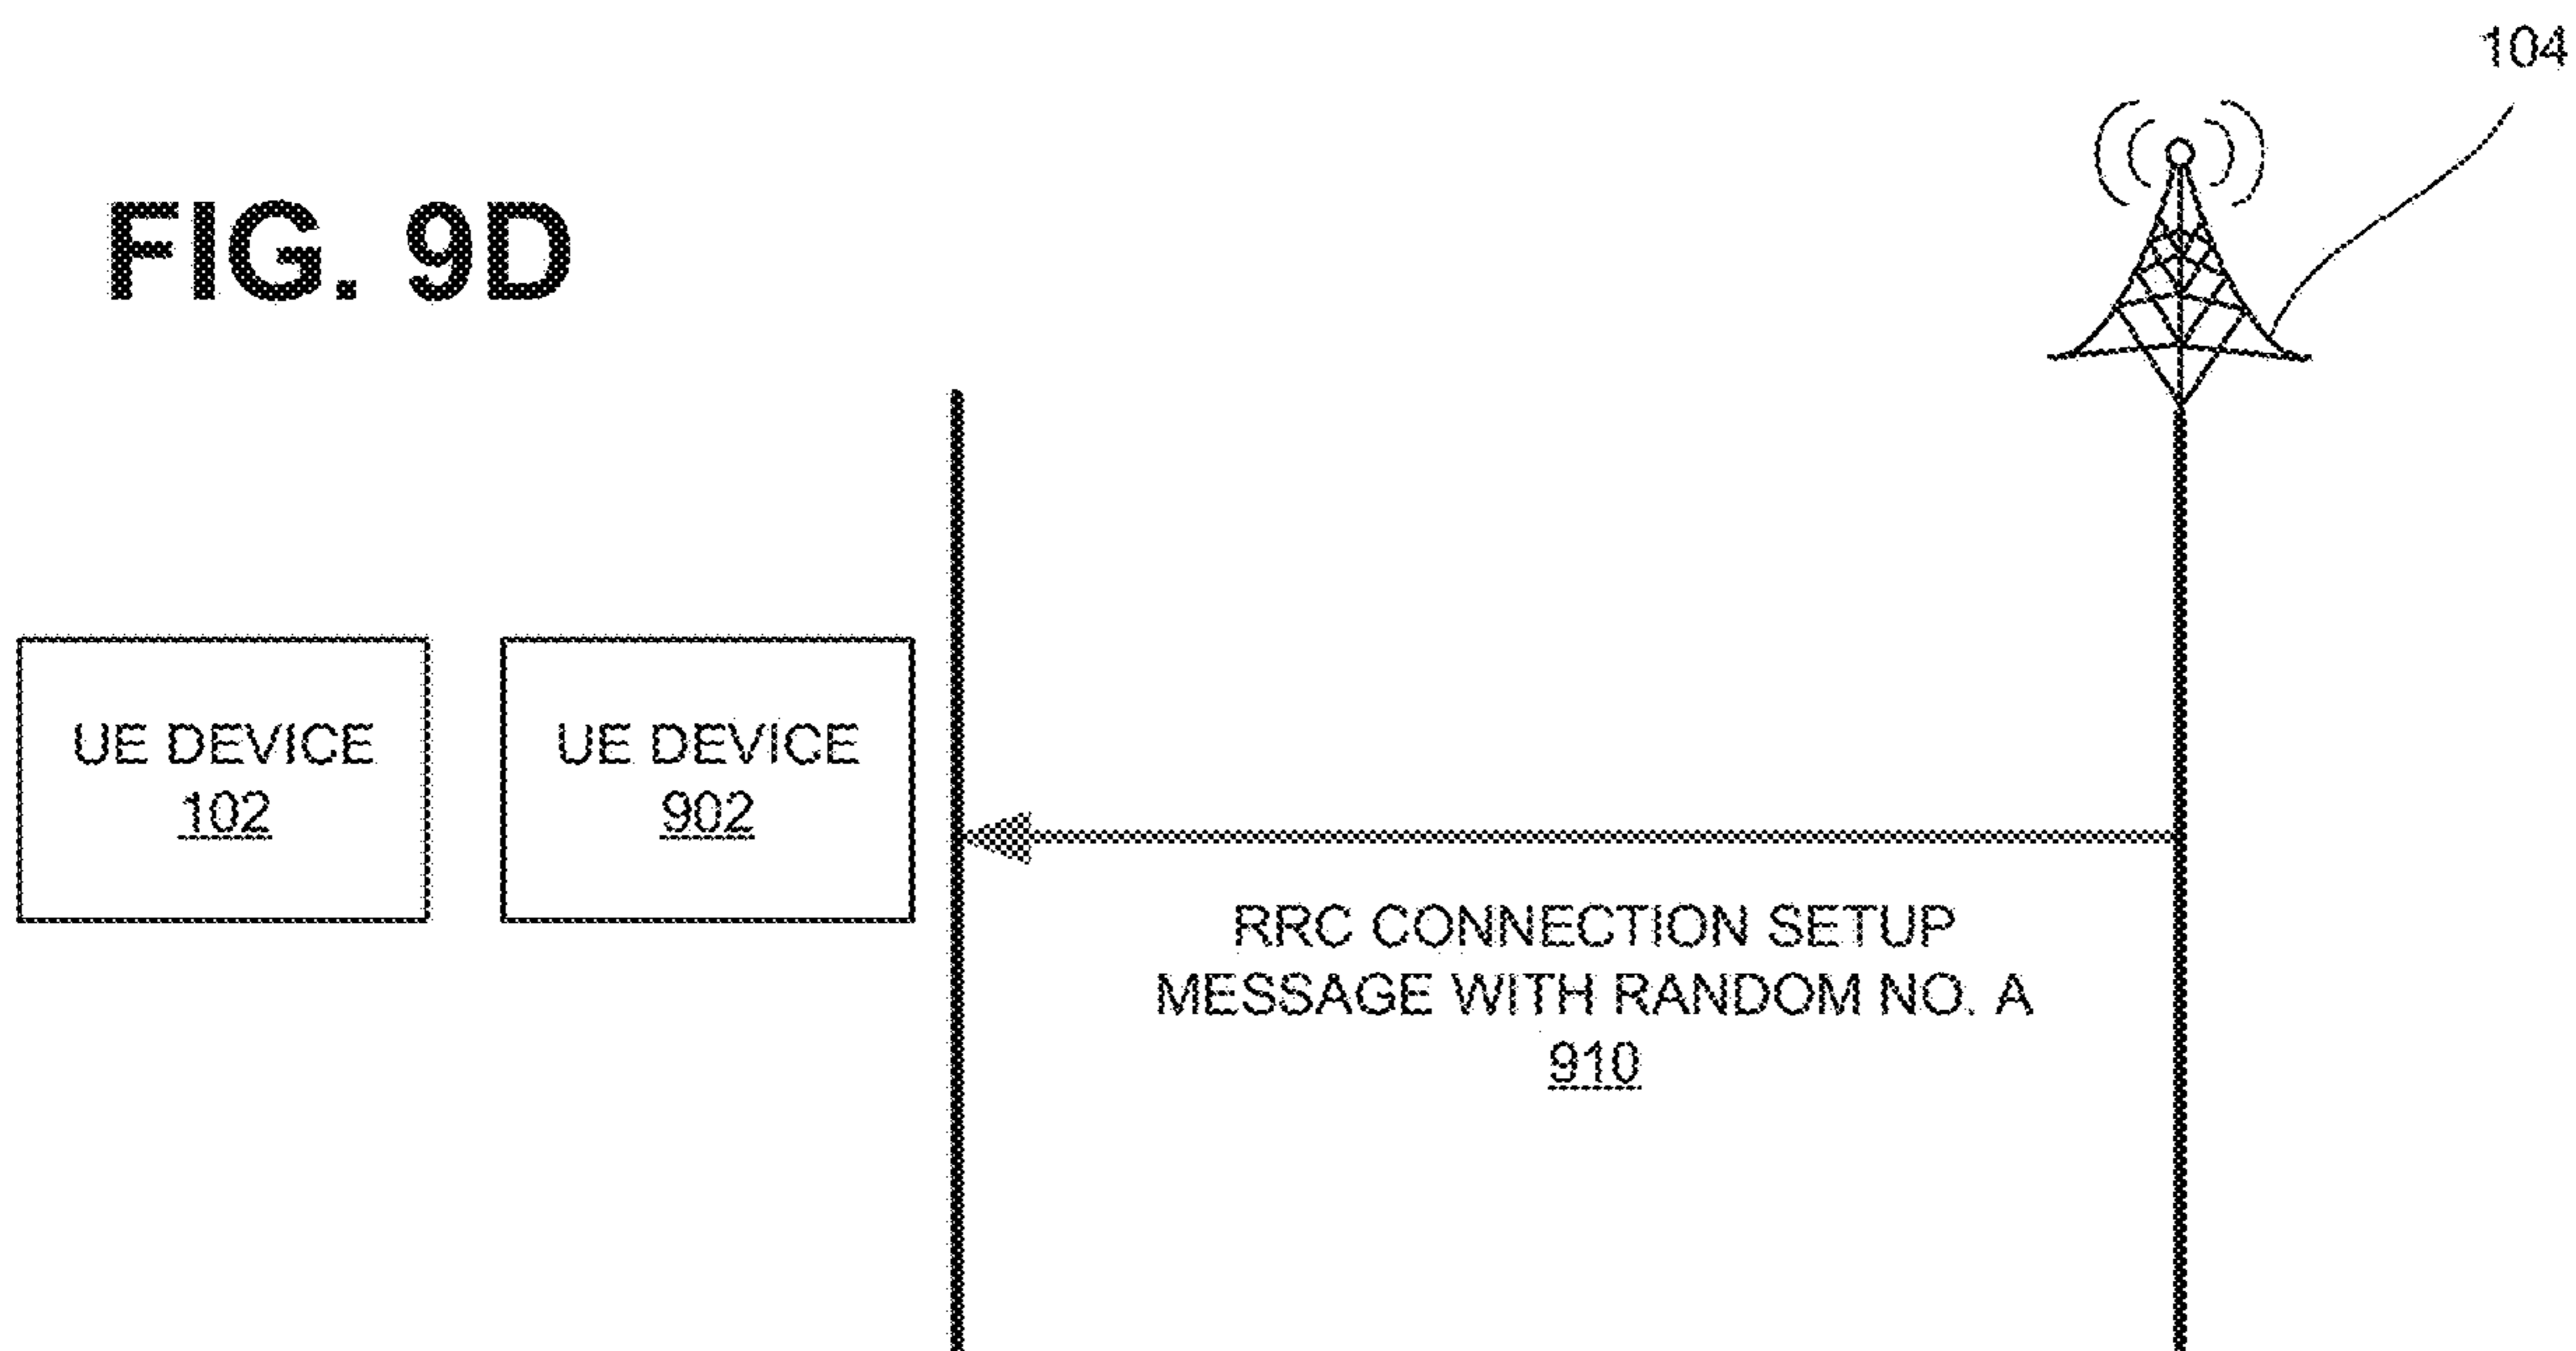 104
FIG. 9D
UE DEVICE
102
UE DEVICE
902
RRC CONNECTION SETUP
MESSAGE WITH RANDOM NO. A
910